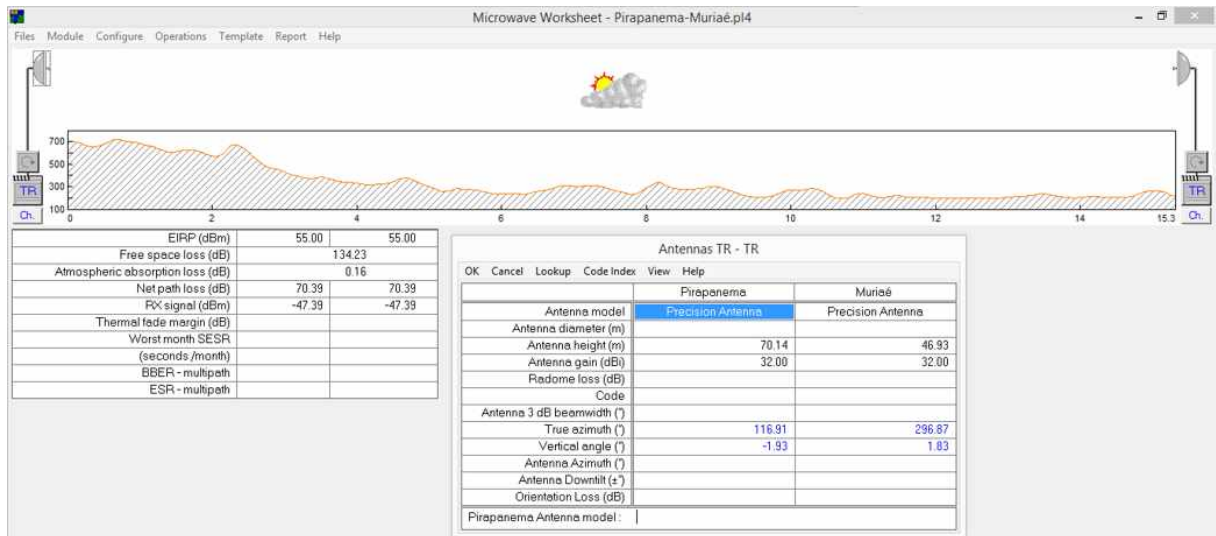 Microwave Worksheet - Pirapanema-Muriaé.pl4
Files Module Configure Operations Template Report Help
700
500
300
100
0 2 4 6 8 10 12 14 15.3
TR
Ch.
TR
Ch.
EIRP (dBm) 55.00 55.00
Free space loss (dB) 134.23
Atmospheric absorption loss (dB) 0.16
Net path loss (dB) 70.39 70.39
RX signal (dBm) -47.39 -47.39
Thermal fade margin (dB)
Worst month SESR
(seconds /month)
BBER - multipath
ESR - multipath
Antennas TR - TR
OK Cancel Lookup Code Index View Help
Pirapanema Muriaé
Antenna model Precision Antenna Precision Antenna
Antenna diameter (m)
Antenna height (m) 70.14 46.93
Antenna gain (dBi) 32.00 32.00
Radome loss (dB)
Code
Antenna 3 dB beamwidth (°)
True azimuth (°) 116.91 296.87
Vertical angle (°) -1.93 1.83
Antenna Azimuth (°)
Antenna Downtilt (±°)
Orientation Loss (dB)
Pirapanema Antenna model :